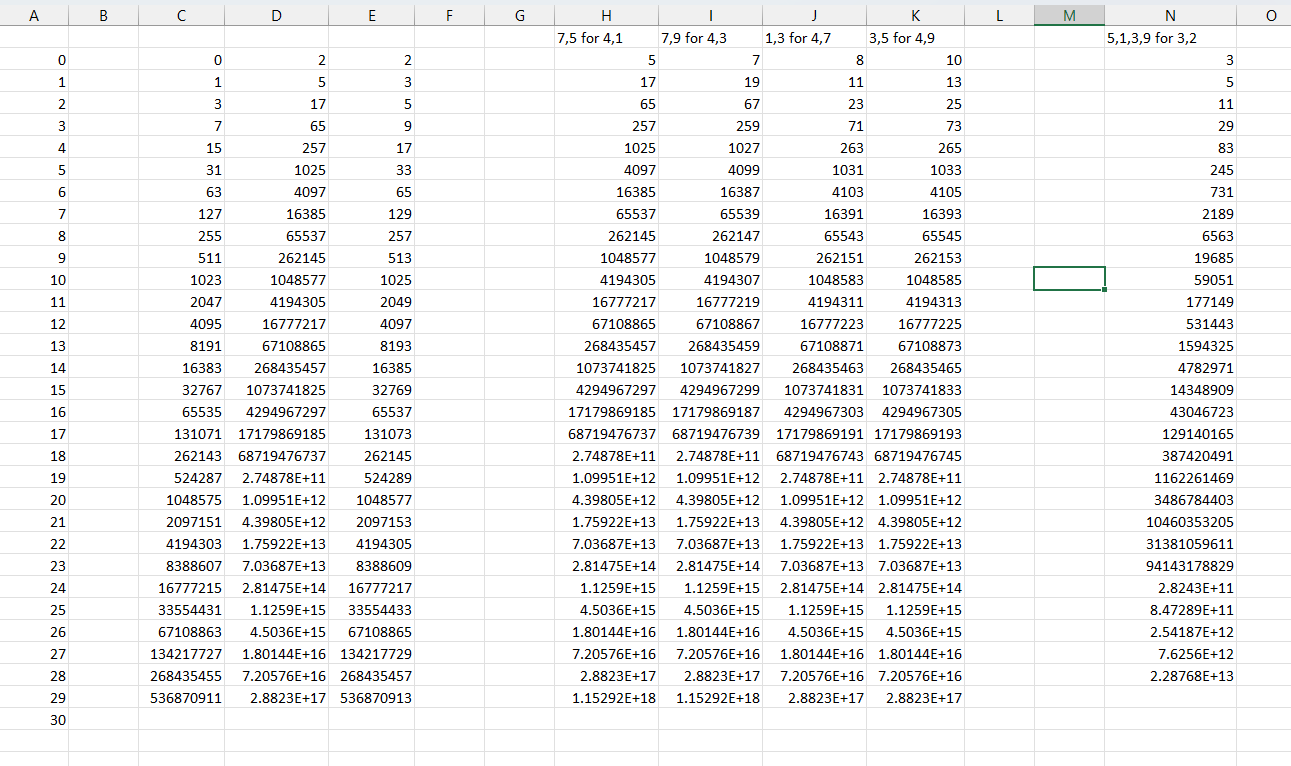 A B C D E F G H I J K L M N O
7,5 for 4,1 7,9 for 4,3 1,3 for 4,7 3,5 for 4,9 5,1,3,9 for 3,2
0 0 2 2 5 7 8 10 3
1 1 5 3 17 19 11 13 5
2 3 17 5 65 67 23 25 11
3 7 65 9 257 259 71 73 29
4 15 257 17 1025 1027 263 265 83
5 31 1025 33 4097 4099 1031 1033 245
6 63 4097 65 16385 16387 4103 4105 731
7 127 16385 129 65537 65539 16391 16393 2189
8 255 65537 257 262145 262147 65543 65545 6563
9 511 262145 513 1048577 1048579 262151 262153 19685
10 1023 1048577 1025 4194305 4194307 1048583 1048585 59051
11 2047 4194305 2049 16777217 16777219 4194311 4194313 177149
12 4095 16777217 4097 67108865 67108867 16777223 16777225 531443
13 8191 67108865 8193 268435457 268435459 67108871 67108873 1594325
14 16383 268435457 16385 1073741825 1073741827 268435463 268435465 4782971
15 32767 1073741825 32769 4294967297 4294967299 1073741831 1073741833 14348909
16 65535 4294967297 65537 17179869185 17179869187 4294967303 4294967305 43046723
17 131071 17179869185 131073 68719476737 68719476739 17179869191 17179869193 129140165
18 262143 68719476737 262145 2.74878E+11 2.74878E+11 68719476743 68719476745 387420491
19 524287 2.74878E+11 524289 1.09951E+12 1.09951E+12 2.74878E+11 2.74878E+11 1162261469
20 1048575 1.09951E+12 1048577 4.39805E+12 4.39805E+12 1.09951E+12 1.09951E+12 3486784403
21 2097151 4.39805E+12 2097153 1.75922E+13 1.75922E+13 4.39805E+12 4.39805E+12 10460353205
22 4194303 1.75922E+13 4194305 7.03687E+13 7.03687E+13 1.75922E+13 1.75922E+13 31381059611
23 8388607 7.03687E+13 8388609 2.81475E+14 2.81475E+14 7.03687E+13 7.03687E+13 94143178829
24 16777215 2.81475E+14 16777217 1.1259E+15 1.1259E+15 2.81475E+14 2.81475E+14 2.8243E+11
25 33554431 1.1259E+15 33554433 4.5036E+15 4.5036E+15 1.1259E+15 1.1259E+15 8.47289E+11
26 67108863 4.5036E+15 67108865 1.80144E+16 1.80144E+16 4.5036E+15 4.5036E+15 2.54187E+12
27 134217727 1.80144E+16 134217729 7.20576E+16 7.20576E+16 1.80144E+16 1.80144E+16 7.6256E+12
28 268435455 7.20576E+16 268435457 2.8823E+17 2.8823E+17 7.20576E+16 7.20576E+16 2.28768E+13
29 536870911 2.8823E+17 536870913 1.15292E+18 1.15292E+18 2.8823E+17 2.8823E+17
30